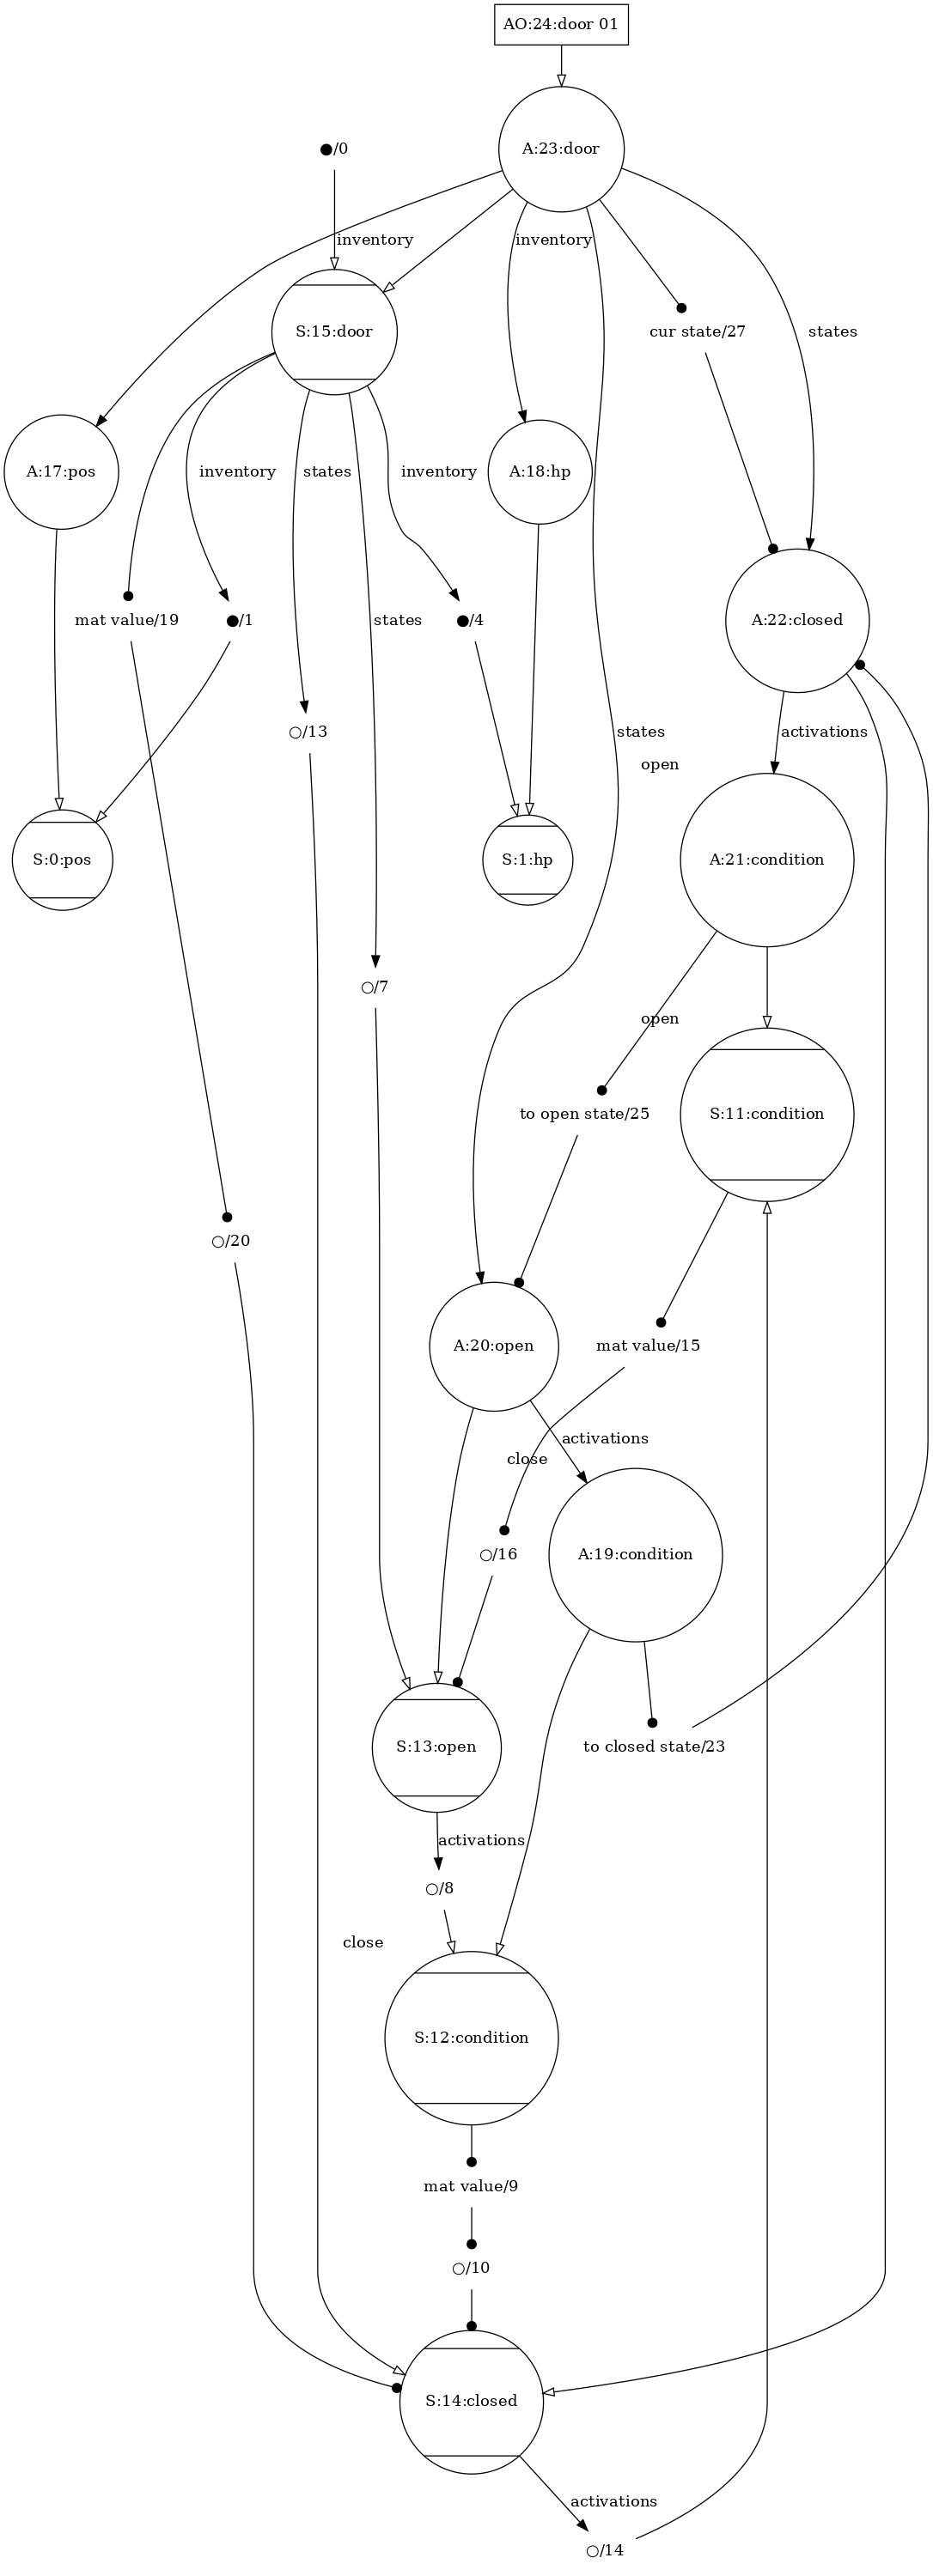 AO:24:door 01
A:23:door
●/0
inventory
inventory
S:15:door
cur state/27
states
A:17:pos
inventory
states
inventory
A:18:hp
mat value/19
●/1
states
●/4
A:22:closed
○/13
states
activations
open
S:0:pos
S:1:hp
A:21:condition
○/7
open
to open state/25
S:11:condition
○/20
A:20:open
mat value/15
activations
close
○/16
A:19:condition
S:13:open
to closed state/23
activations
○/8
close
S:12:condition
mat value/9
○/10
S:14:closed
activations
○/14